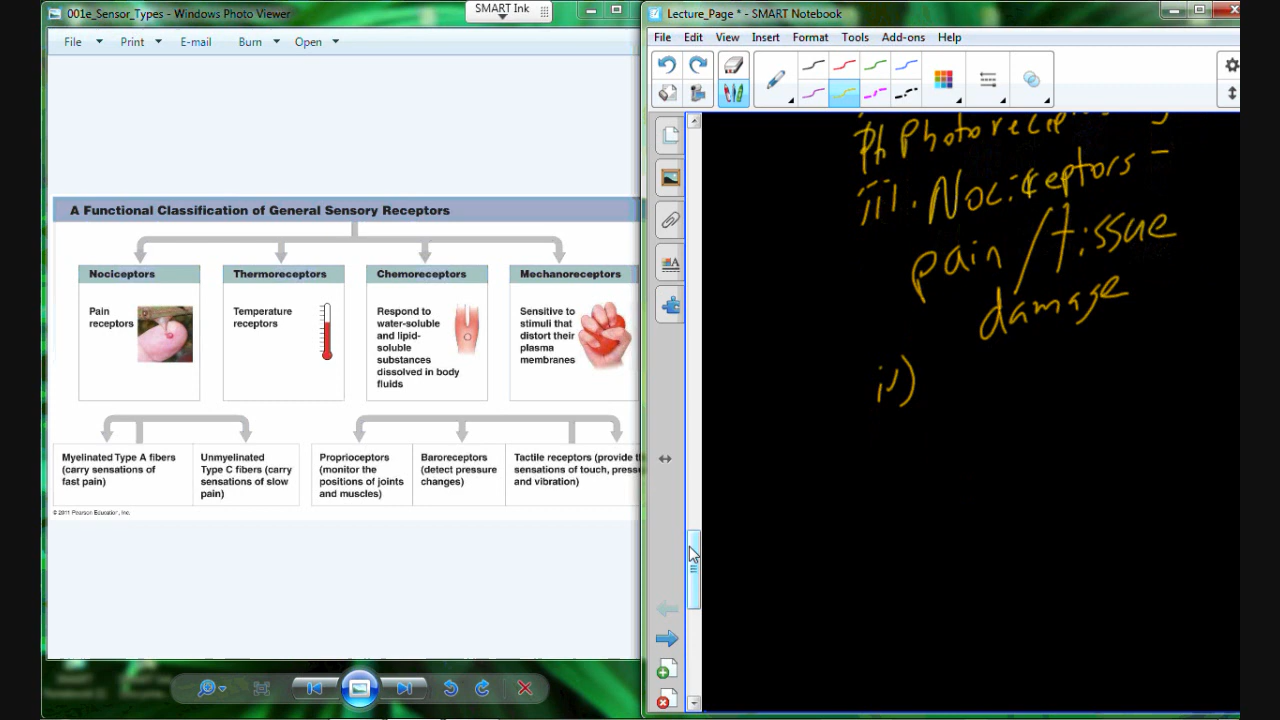 001e_Sensor_Types - Windows Photo Viewer
SMART Ink
File Print E-mail Burn Open
A Functional Classification of General Sensory Receptors
Nociceptors
Thermoreceptors
Chemoreceptors
Mechanoreceptors
Pain
receptors
Temperature
receptors
Respond to
water-soluble
and lipid-
soluble
substances
dissolved in body
fluids
Sensitive to
stimuli that
distort their
plasma
membranes
Myelinated Type A fibers
(carry sensations of
fast pain)
Unmyelinated
Type C fibers (carry
sensations of slow
pain)
Proprioceptors
(monitor the
positions of joints
and muscles)
Baroreceptors
(detect pressure
changes)
Tactile receptors (provide t
sensations of touch, press
and vibration)
© 2011 Pearson Education, Inc.
Lecture_Page * - SMART Notebook
File Edit View Insert Format Tools Add-ons Help
iii. Nociceptors -
pain / tissue
damage
iv)